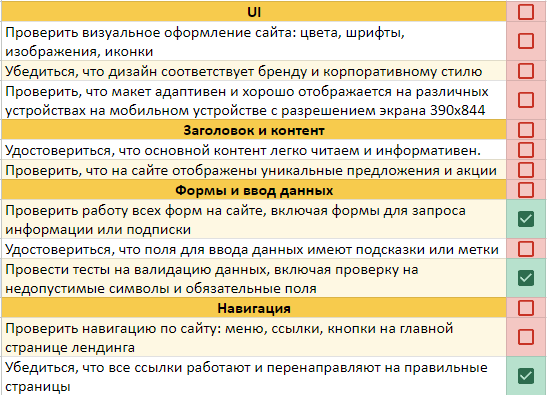 UI
Проверить визуальное оформление сайта: цвета, шрифты,
изображения, иконки
Убедиться, что дизайн соответствует бренду и корпоративному стилю
Проверить, что макет адаптивен и хорошо отображается на различных
устройствах на мобильном устройстве с разрешением экрана 390x844
Заголовок и контент
Удостовериться, что основной контент легко читаем и информативен.
Проверить, что на сайте отображены уникальные предложения и акции
Формы и ввод данных
Проверить работу всех форм на сайте, включая формы для запроса
информации или подписки
Удостовериться, что поля для ввода данных имеют подсказки или метки
Провести тесты на валидацию данных, включая проверку на
недопустимые символы и обязательные поля
Навигация
Проверить навигацию по сайту: меню, ссылки, кнопки на главной
странице лендинга
Убедиться, что все ссылки работают и перенаправляют на правильные
страницы